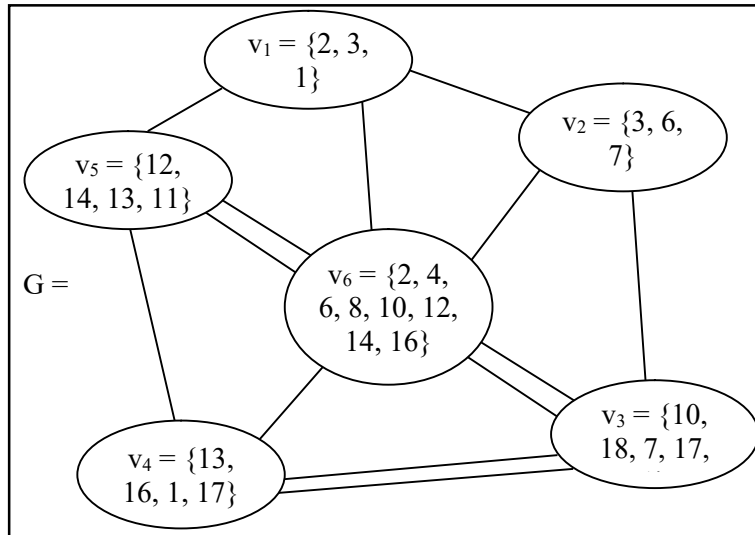 v₁ = {2, 3,
1}
v₂ = {3, 6,
7}
v₅ = {12,
14, 13, 11}
G =
v₆ = {2, 4,
6, 8, 10, 12,
14, 16}
v₃ = {10,
18, 7, 17,
v₄ = {13,
16, 1, 17}